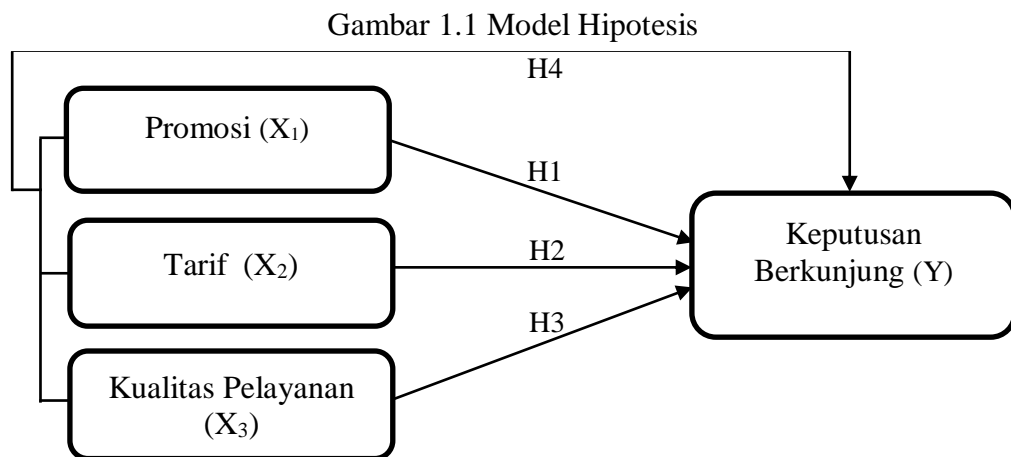 Gambar 1.1 Model Hipotesis
H4
Promosi (X₁)
H1
Tarif (X₂)
H2
Keputusan
Berkunjung (Y)
H3
Kualitas Pelayanan
(X₃)